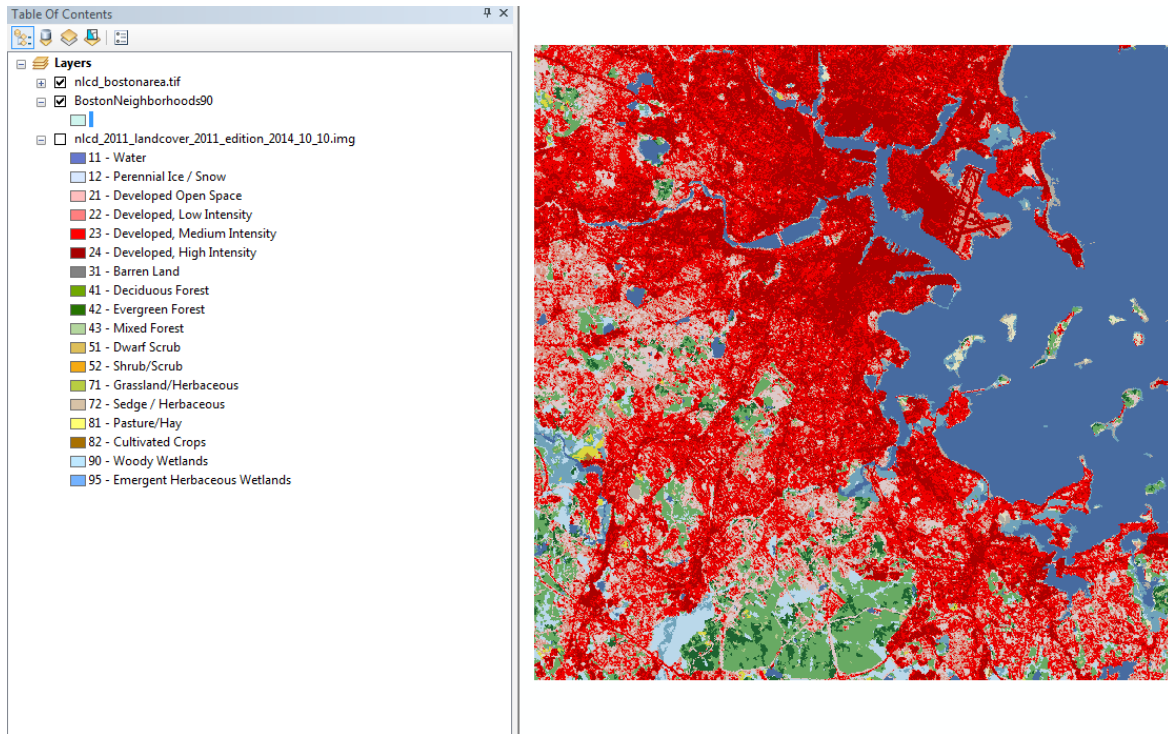 Table Of Contents
Layers
nlcd_bostonarea.tif
BostonNeighborhoods90
nlcd_2011_landcover_2011_edition_2014_10_10.img
11 - Water
12 - Perennial Ice / Snow
21 - Developed Open Space
22 - Developed, Low Intensity
23 - Developed, Medium Intensity
24 - Developed, High Intensity
31 - Barren Land
41 - Deciduous Forest
42 - Evergreen Forest
43 - Mixed Forest
51 - Dwarf Scrub
52 - Shrub/Scrub
71 - Grassland/Herbaceous
72 - Sedge / Herbaceous
81 - Pasture/Hay
82 - Cultivated Crops
90 - Woody Wetlands
95 - Emergent Herbaceous Wetlands